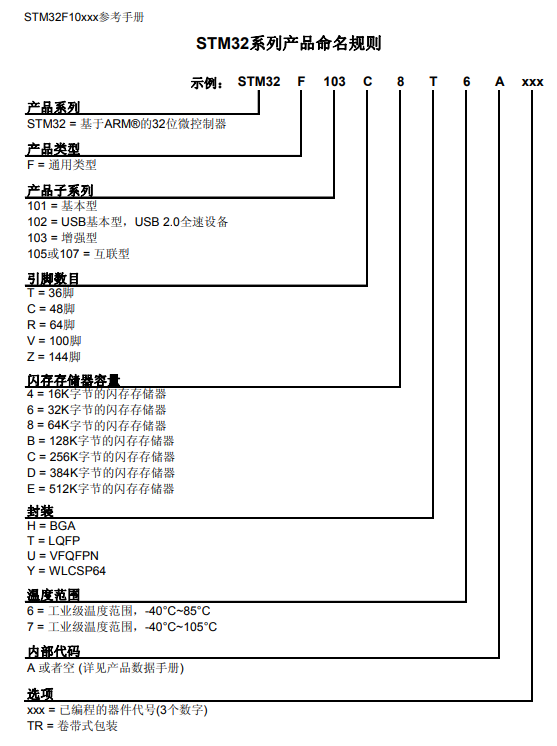 STM32F10xxx参考手册
STM32系列产品命名规则
示例： STM32 F 103 C 8 T 6 A xxx
产品系列
STM32 = 基于ARM®的32位微控制器
产品类型
F = 通用类型
产品子系列
101 = 基本型
102 = USB基本型，USB 2.0全速设备
103 = 增强型
105或107 = 互联型
引脚数目
T = 36脚
C = 48脚
R = 64脚
V = 100脚
Z = 144脚
闪存存储器容量
4 = 16K字节的闪存存储器
6 = 32K字节的闪存存储器
8 = 64K字节的闪存存储器
B = 128K字节的闪存存储器
C = 256K字节的闪存存储器
D = 384K字节的闪存存储器
E = 512K字节的闪存存储器
封装
H = BGA
T = LQFP
U = VFQFPN
Y = WLCSP64
温度范围
6 = 工业级温度范围，-40°C~85°C
7 = 工业级温度范围，-40°C~105°C
内部代码
A 或者空 (详见产品数据手册)
选项
xxx = 已编程的器件代号(3个数字)
TR = 卷带式包装